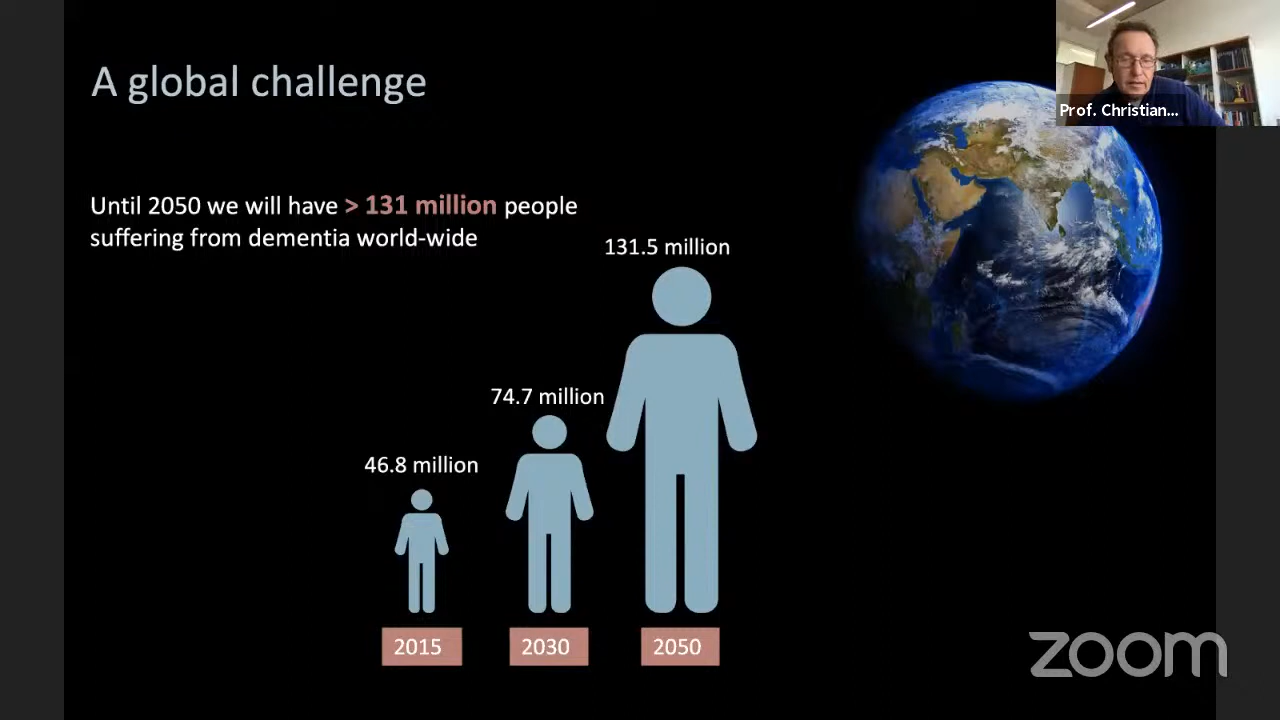 A global challenge
Prof. Christian...
Until 2050 we will have > 131 million people
suffering from dementia world-wide
131.5 million
74.7 million
46.8 million
2015
2030
2050
zoom